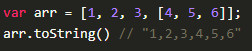 var arr = [1, 2, 3, [4, 5, 6]];
arr.toString() // "1,2,3,4,5,6"